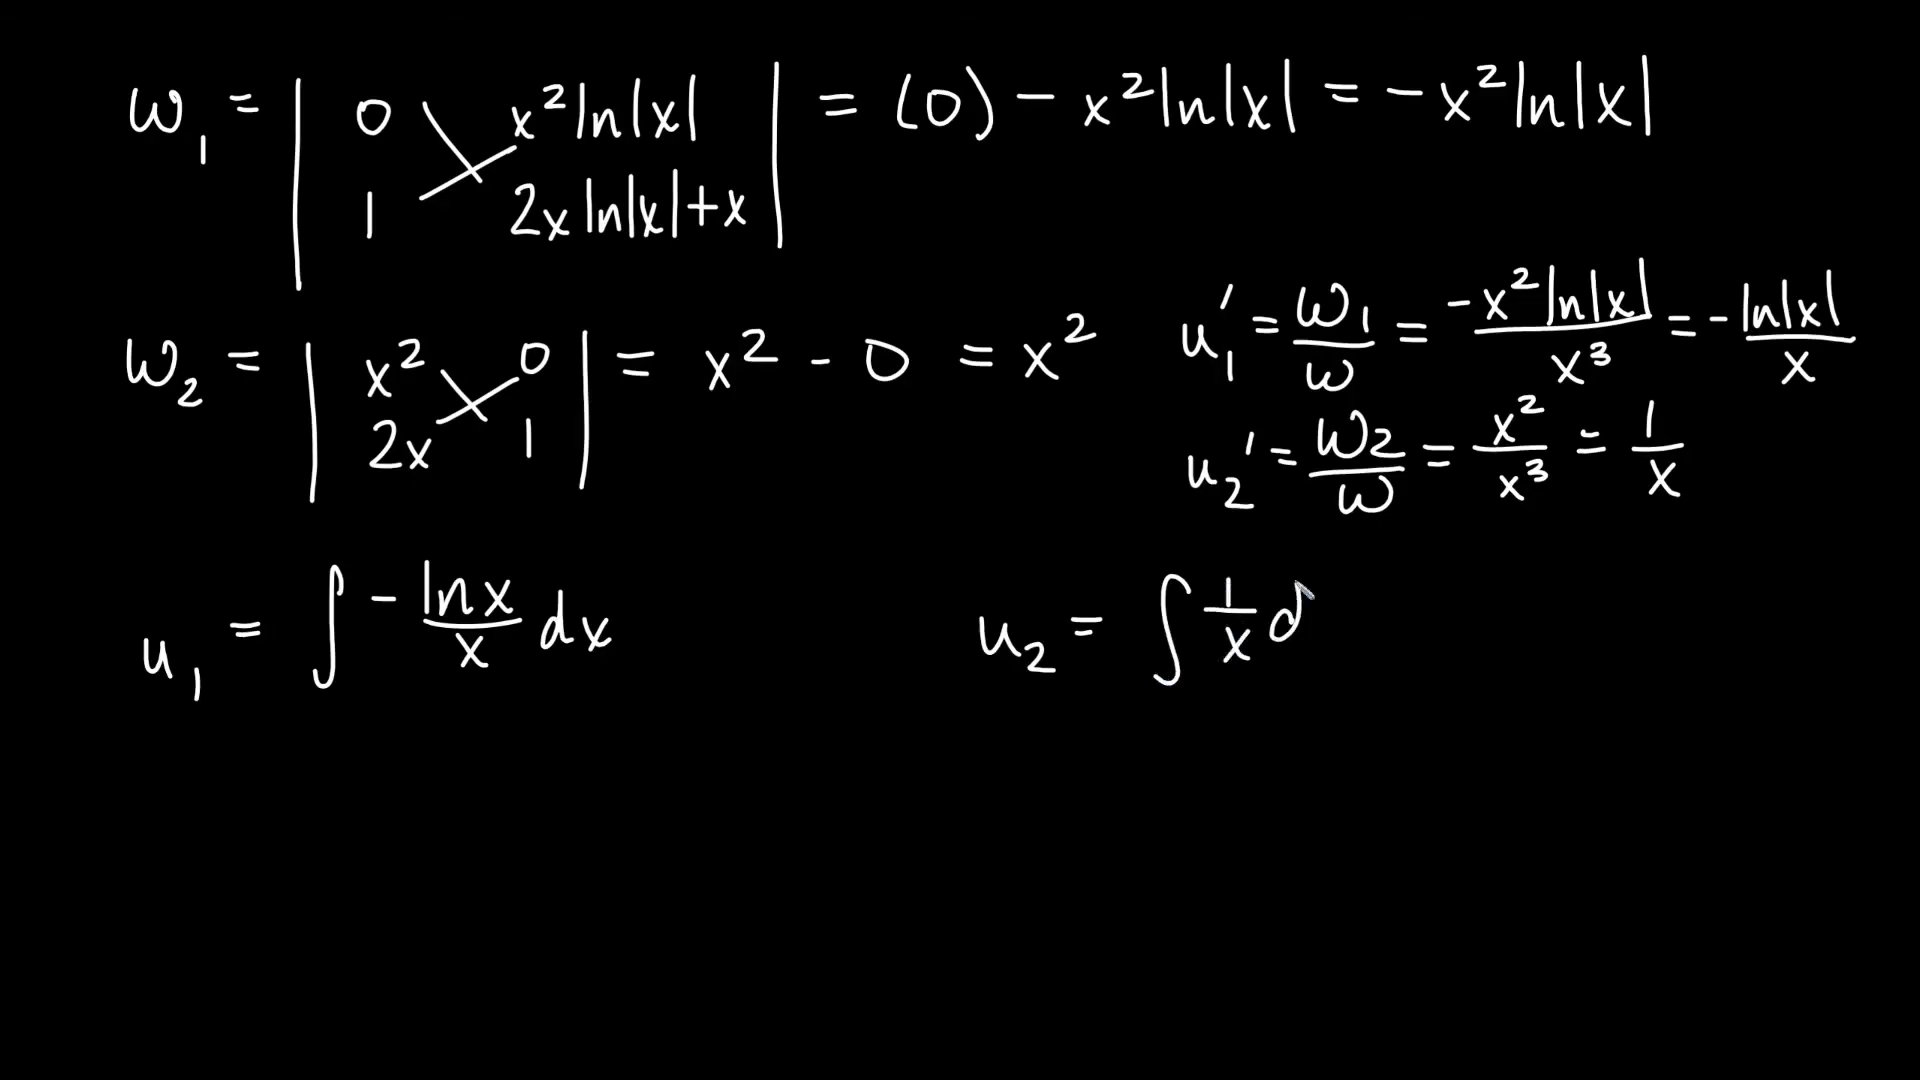 w₁ = | 0 x²ln|x| | = (0) - x²ln|x| = -x²ln|x|
| 1 2x ln|x|+x |
w₂ = | x² 0 | = x² - 0 = x²
| 2x 1 |
u₁' = w₁/w = -x²ln|x|/x³ = -ln|x|/x
u₂' = w₂/w = x²/x³ = 1/x
u₁ = ∫ - lnx/x dx
u₂ = ∫ 1/x d